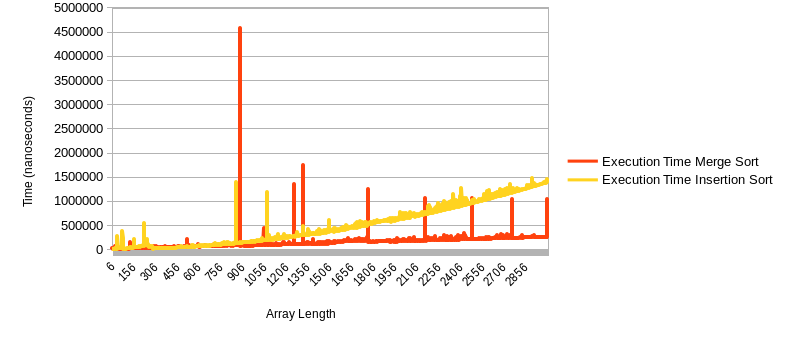 5000000
4500000
4000000
3500000
3000000
2500000
2000000
1500000
1000000
500000
0
Time (nanoseconds)
6 156 306 456 606 756 906 1056 1206 1356 1506 1656 1806 1956 2106 2256 2406 2556 2706 2856
Array Length
Execution Time Merge Sort
Execution Time Insertion Sort